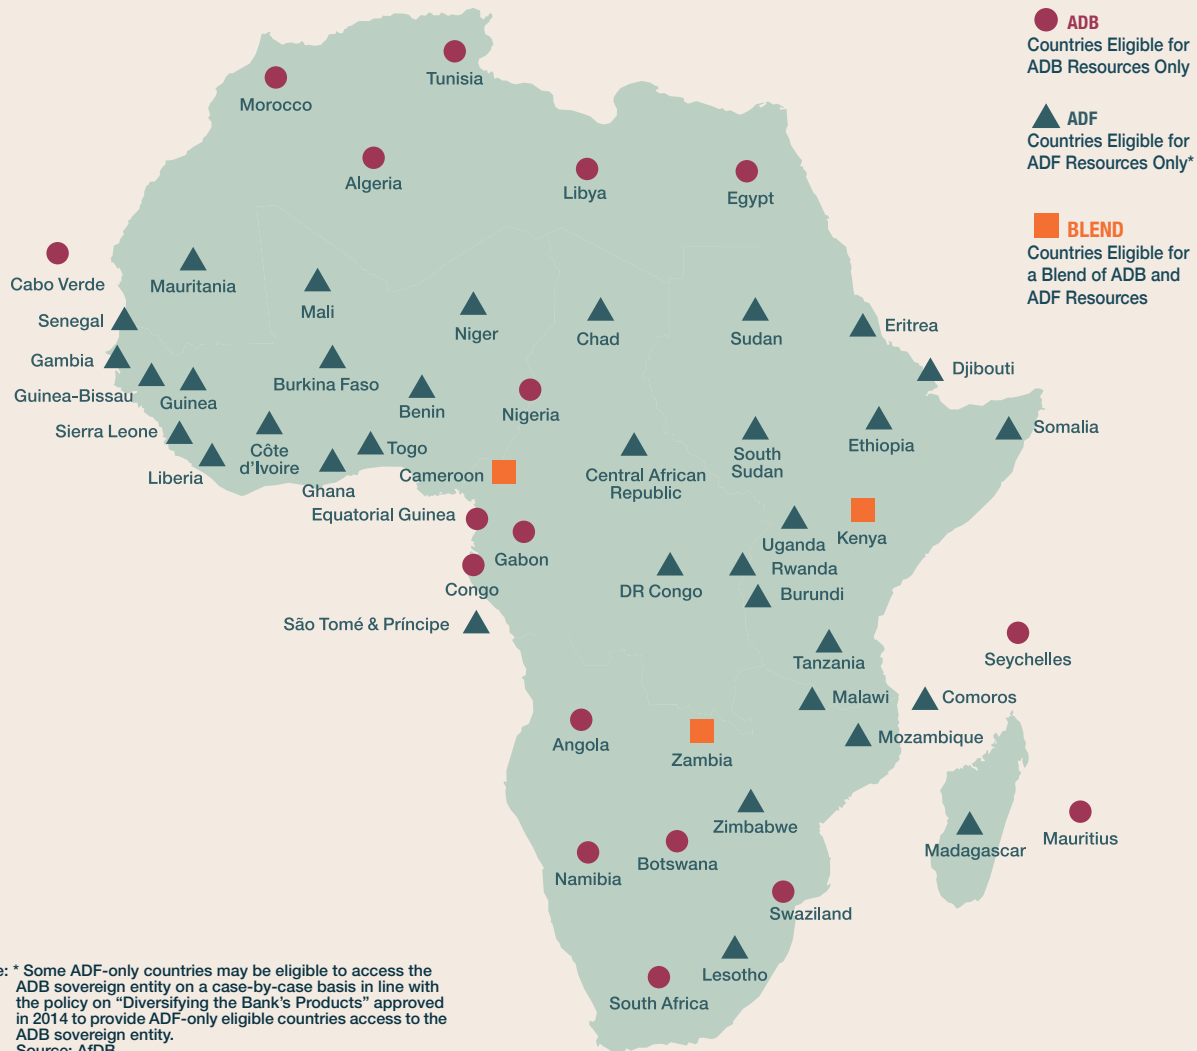 ADB
Countries Eligible for
ADB Resources Only
ADF
Countries Eligible for
ADF Resources Only*
BLEND
Countries Eligible for
a Blend of ADB and
ADF Resources
Tunisia
Morocco
Algeria
Libya
Egypt
Cabo Verde
Mauritania
Mali
Niger
Chad
Sudan
Eritrea
Senegal
Gambia
Burkina Faso
Djibouti
Guinea-Bissau
Guinea
Benin
Nigeria
Sierra Leone
Côte
d'Ivoire
Togo
South
Sudan
Ethiopia
Somalia
Liberia
Ghana
Cameroon
Central African
Republic
Equatorial Guinea
Gabon
Uganda
Kenya
Congo
DR Congo
Rwanda
Burundi
São Tomé & Príncipe
Tanzania
Seychelles
Malawi
Comoros
Angola
Zambia
Mozambique
Zimbabwe
Madagascar
Mauritius
Namibia
Botswana
Swaziland
Lesotho
South Africa
e: * Some ADF-only countries may be eligible to access the
ADB sovereign entity on a case-by-case basis in line with
the policy on “Diversifying the Bank’s Products” approved
in 2014 to provide ADF-only eligible countries access to the
ADB sovereign entity.
Source: AfDB